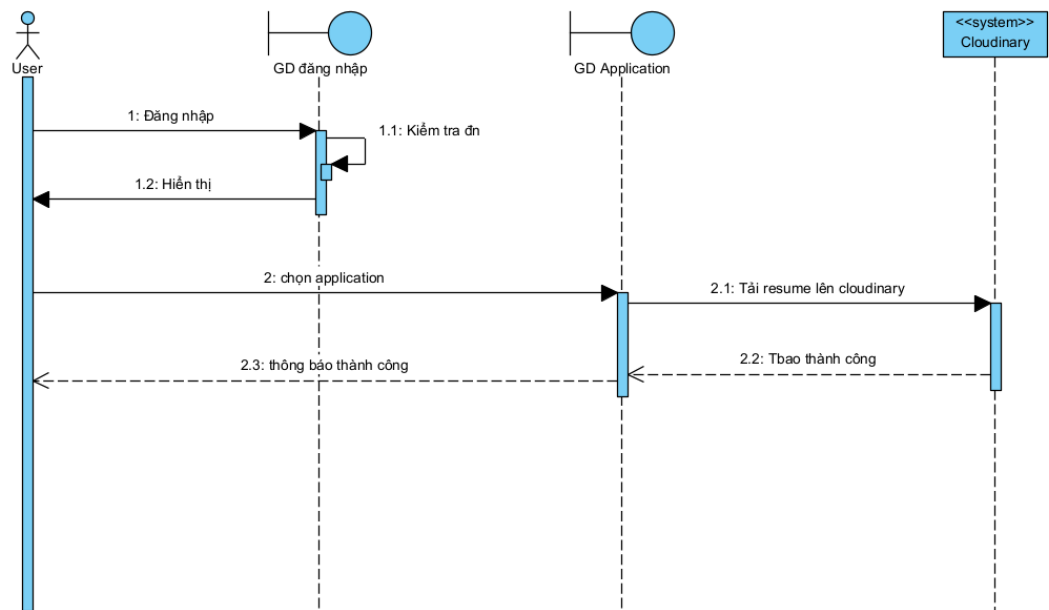 <<system>>
Cloudinary
User
GD đăng nhập
GD Application
1: Đăng nhập
1.1: Kiểm tra đn
1.2: Hiển thị
2: chọn application
2.1: Tải resume lên cloudinary
2.2: Tbao thành công
2.3: thông báo thành công